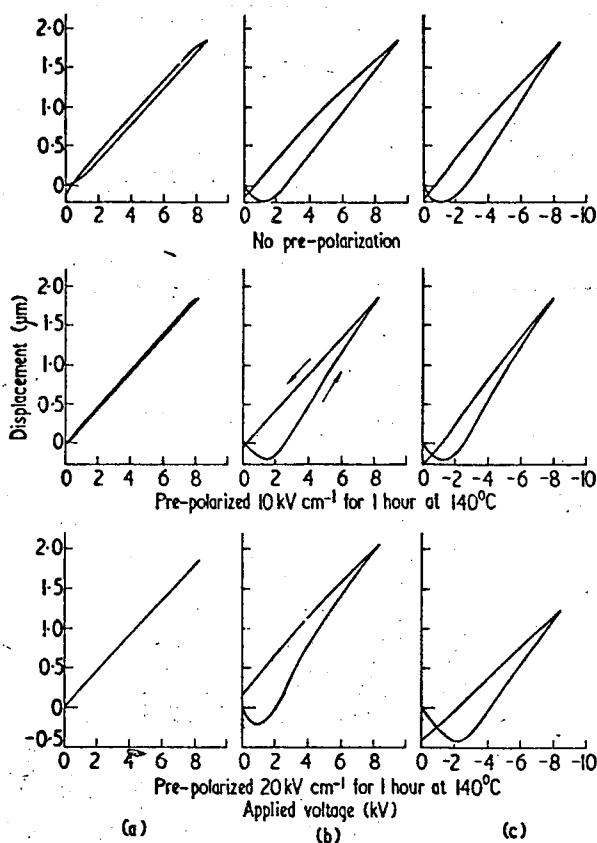 2·0
1·5
1·0
0·5
0
0 2 4 6 8 0 2 4 6 8 10 0 -2 -4 -6 -8 -10
No pre-polarization
Displacement (μm)
2·0
1·5
1·0
0·5
0
0 2 4 6 8 0 2 4 6 8 10 0 -2 -4 -6 -8 -10
Pre-polarized 10 kV cm⁻¹ for 1 hour at 140°C
2·0
1·5
1·0
0·5
0
-0·5
0 2 4 6 8 0 2 4 6 8 10 0 -2 -4 -6 -8 -10
Pre-polarized 20 kV cm⁻¹ for 1 hour at 140°C
Applied voltage (kV)
(a) (b) (c)